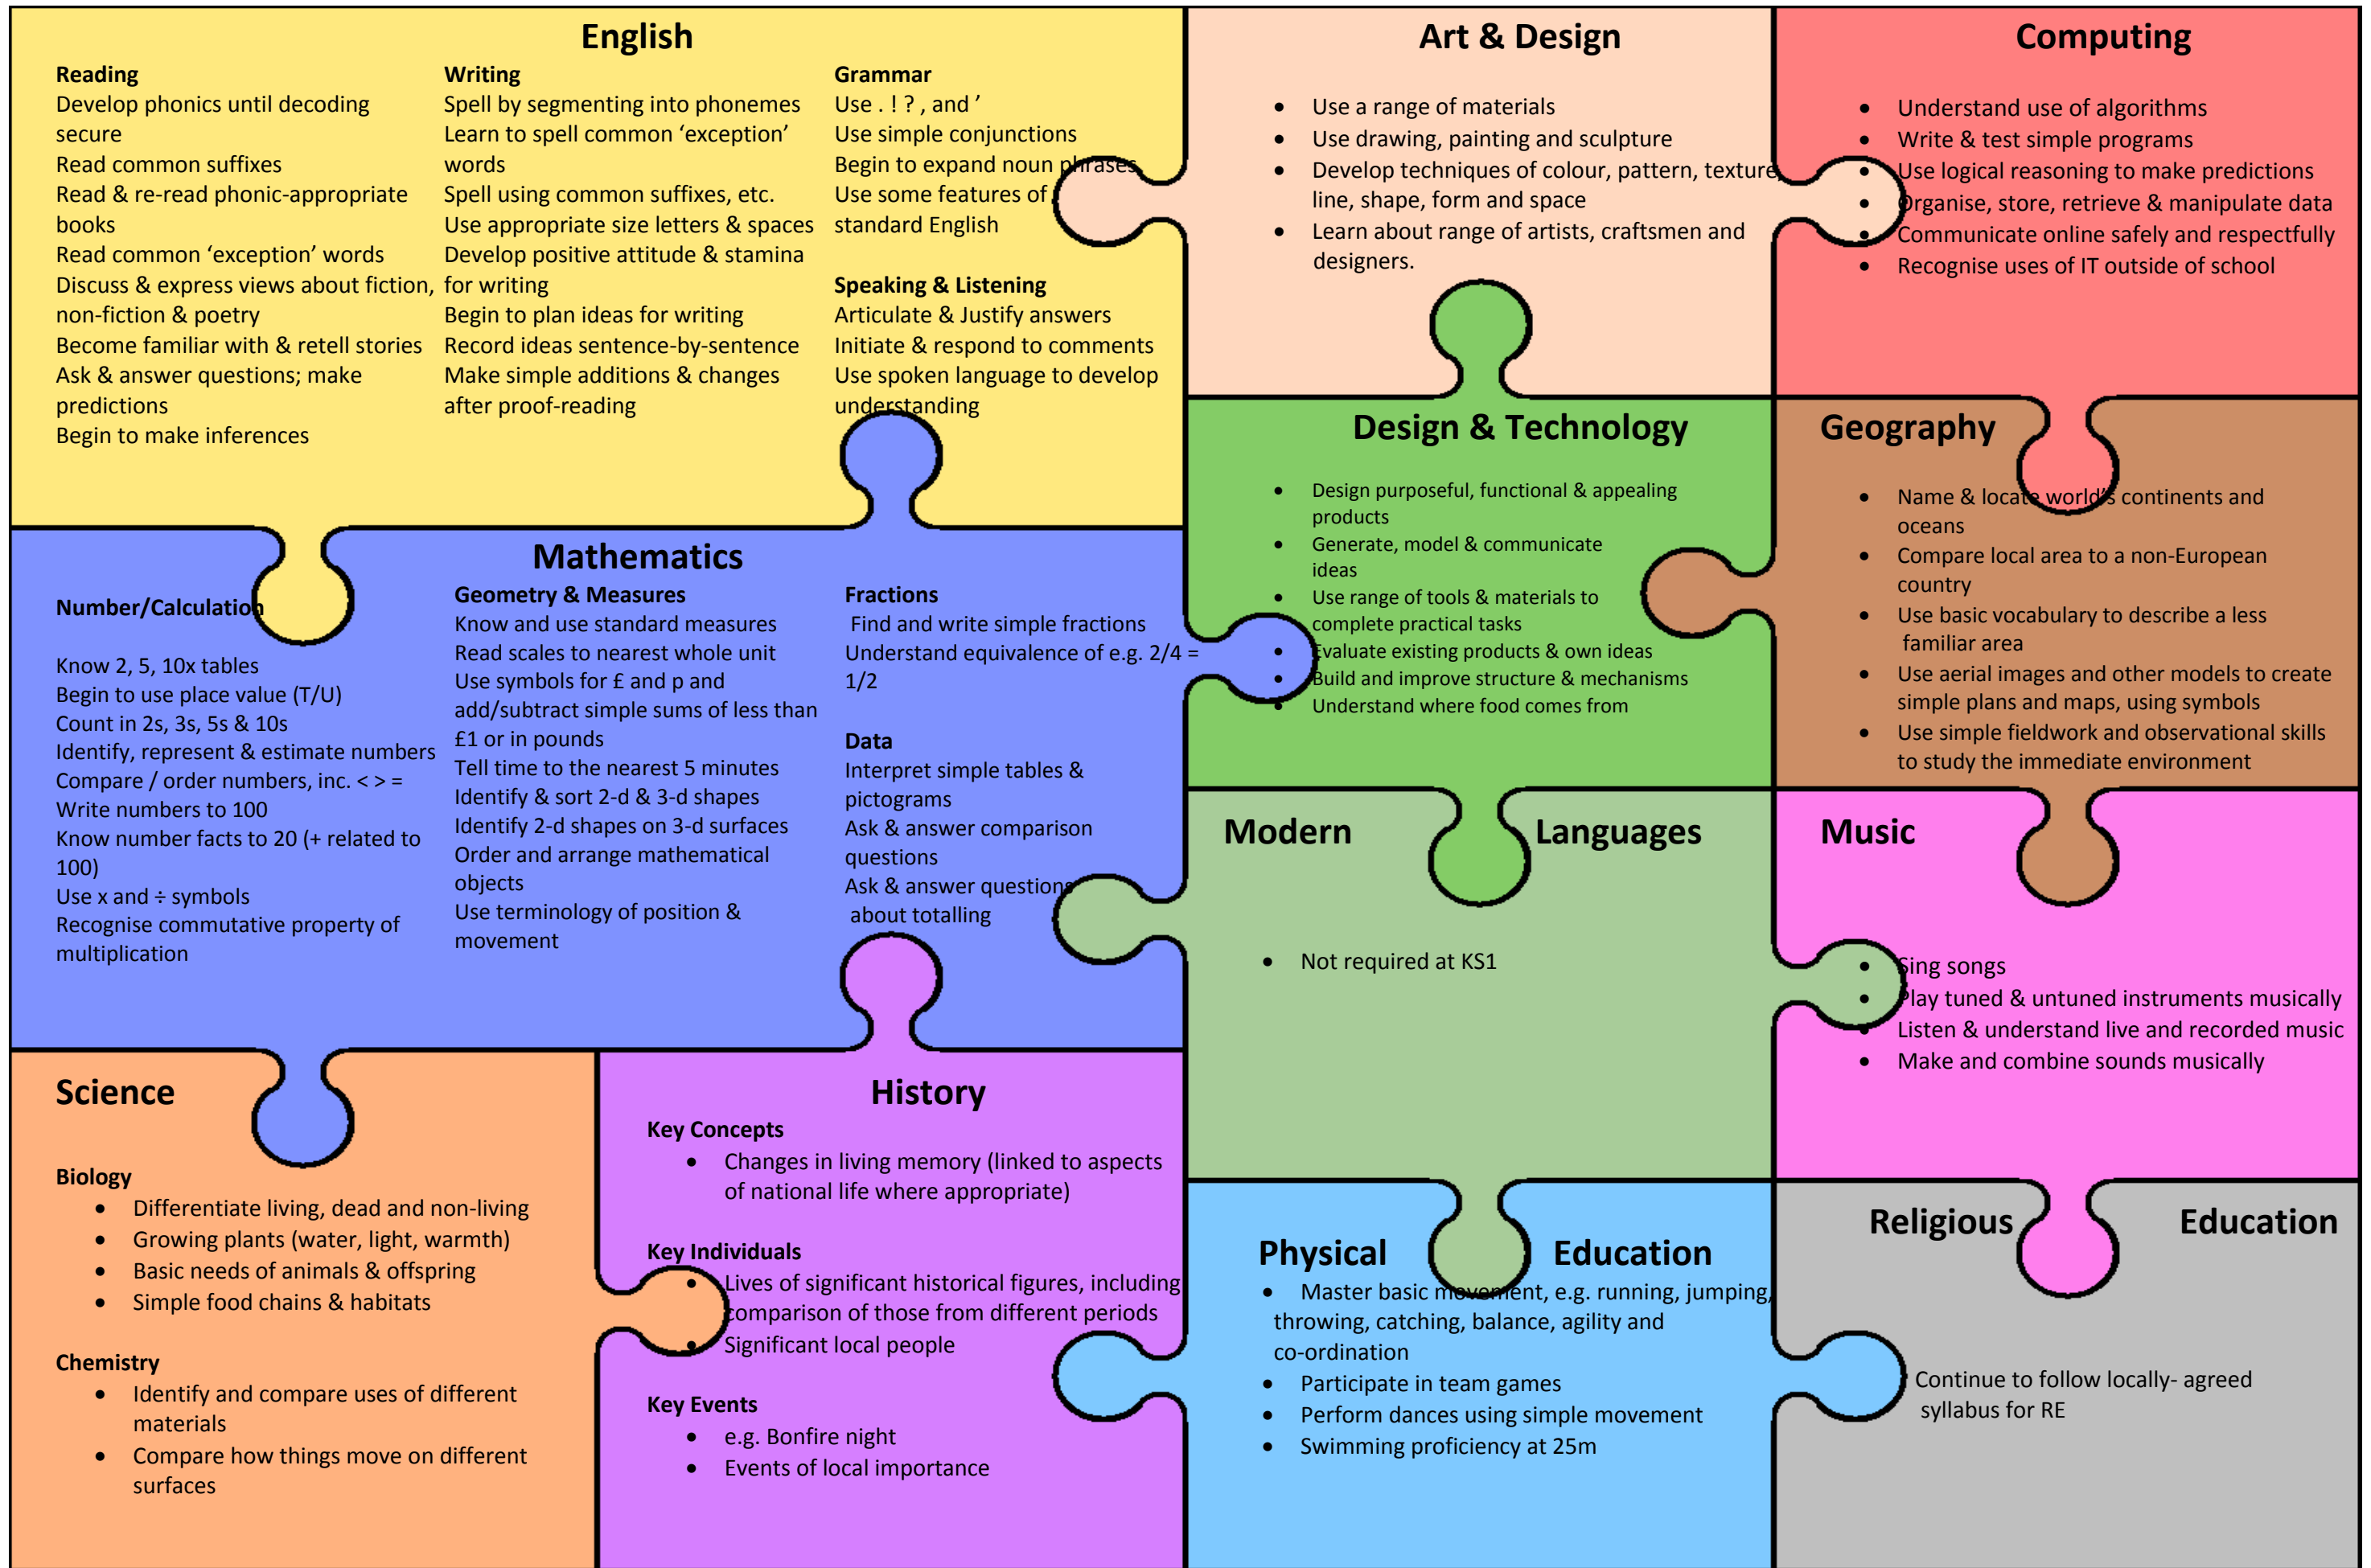 English
Reading
Develop phonics until decoding
secure
Read common suffixes
Read & re-read phonic-appropriate
books
Read common ‘exception’ words
Discuss & express views about fiction,
non-fiction & poetry
Become familiar with & retell stories
Ask & answer questions; make
predictions
Begin to make inferences
Writing
Spell by segmenting into phonemes
Learn to spell common ‘exception’
words
Spell using common suffixes, etc.
Use appropriate size letters & spaces
Develop positive attitude & stamina
for writing
Begin to plan ideas for writing
Record ideas sentence-by-sentence
Make simple additions & changes
after proof-reading
Grammar
Use . ! ? , and ’
Use simple conjunctions
Begin to expand noun phrases
Use some features of
standard English
Speaking & Listening
Articulate & Justify answers
Initiate & respond to comments
Use spoken language to develop
understanding
Art & Design
• Use a range of materials
• Use drawing, painting and sculpture
• Develop techniques of colour, pattern, texture,
line, shape, form and space
• Learn about range of artists, craftsmen and
designers.
Computing
• Understand use of algorithms
• Write & test simple programs
• Use logical reasoning to make predictions
• Organise, store, retrieve & manipulate data
• Communicate online safely and respectfully
• Recognise uses of IT outside of school
Mathematics
Number/Calculation
Know 2, 5, 10x tables
Begin to use place value (T/U)
Count in 2s, 3s, 5s & 10s
Identify, represent & estimate numbers
Compare / order numbers, inc. < > =
Write numbers to 100
Know number facts to 20 (+ related to
100)
Use x and ÷ symbols
Recognise commutative property of
multiplication
Geometry & Measures
Know and use standard measures
Read scales to nearest whole unit
Use symbols for £ and p and
add/subtract simple sums of less than
£1 or in pounds
Tell time to the nearest 5 minutes
Identify & sort 2-d & 3-d shapes
Identify 2-d shapes on 3-d surfaces
Order and arrange mathematical
objects
Use terminology of position &
movement
Fractions
Find and write simple fractions
Understand equivalence of e.g. 2/4 =
1/2
Data
Interpret simple tables &
pictograms
Ask & answer comparison
questions
Ask & answer questions
about totalling
Design & Technology
• Design purposeful, functional & appealing
products
• Generate, model & communicate
ideas
• Use range of tools & materials to
complete practical tasks
• Evaluate existing products & own ideas
• Build and improve structure & mechanisms
• Understand where food comes from
Geography
• Name & locate world’s continents and
oceans
• Compare local area to a non-European
country
• Use basic vocabulary to describe a less
familiar area
• Use aerial images and other models to create
simple plans and maps, using symbols
• Use simple fieldwork and observational skills
to study the immediate environment
Modern Languages
• Not required at KS1
Music
• Sing songs
• Play tuned & untuned instruments musically
• Listen & understand live and recorded music
• Make and combine sounds musically
Science
Biology
• Differentiate living, dead and non-living
• Growing plants (water, light, warmth)
• Basic needs of animals & offspring
• Simple food chains & habitats
Chemistry
• Identify and compare uses of different
materials
• Compare how things move on different
surfaces
History
Key Concepts
• Changes in living memory (linked to aspects
of national life where appropriate)
Key Individuals
• Lives of significant historical figures, including
comparison of those from different periods
• Significant local people
Key Events
• e.g. Bonfire night
• Events of local importance
Physical Education
• Master basic movement, e.g. running, jumping,
throwing, catching, balance, agility and
co-ordination
• Participate in team games
• Perform dances using simple movement
• Swimming proficiency at 25m
Religious Education
Continue to follow locally- agreed
syllabus for RE